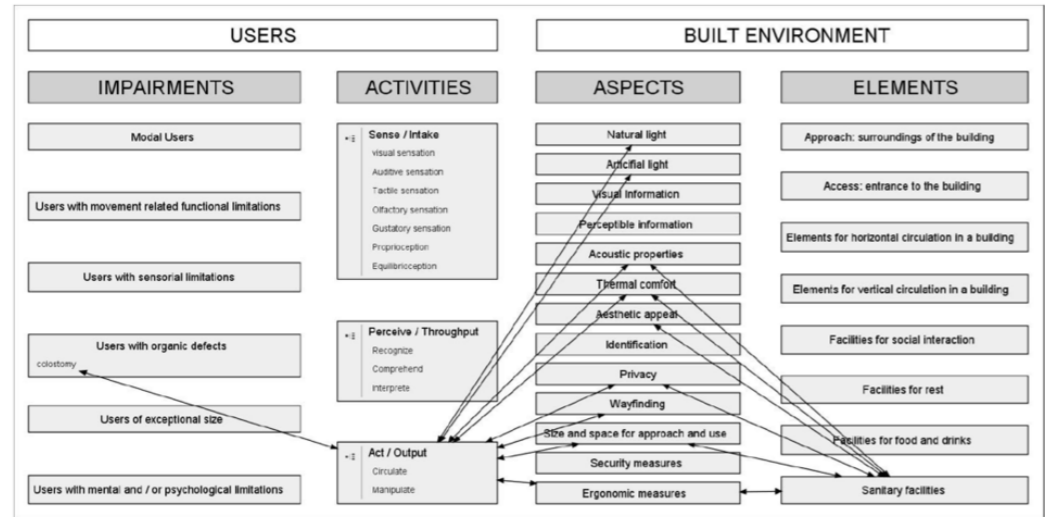 USERS
BUILT ENVIRONMENT
IMPAIRMENTS
ACTIVITIES
ASPECTS
ELEMENTS
Modal Users
Users with movement related functional limitations
Users with sensorial limitations
Users with organic defects
colostomy
Users of exceptional size
Users with mental and / or psychological limitations
Sense / Intake
visual sensation
Auditive sensation
Tactile sensation
Olfactory sensation
Gustatory sensation
Proprioception
Equilibrioception
Perceive / Throughput
Recognize
Comprehend
Interprete
Act / Output
Circulate
Manipulate
Natural light
Artificial light
Visual Information
Perceptible information
Acoustic properties
Thermal comfort
Aesthetic appeal
Identification
Privacy
Wayfinding
Size and space for approach and use
Security measures
Ergonomic measures
Approach: surroundings of the building
Access: entrance to the building
Elements for horizontal circulation in a building
Elements for vertical circulation in a building
Facilities for social interaction
Facilities for rest
Facilities for food and drinks
Sanitary facilities